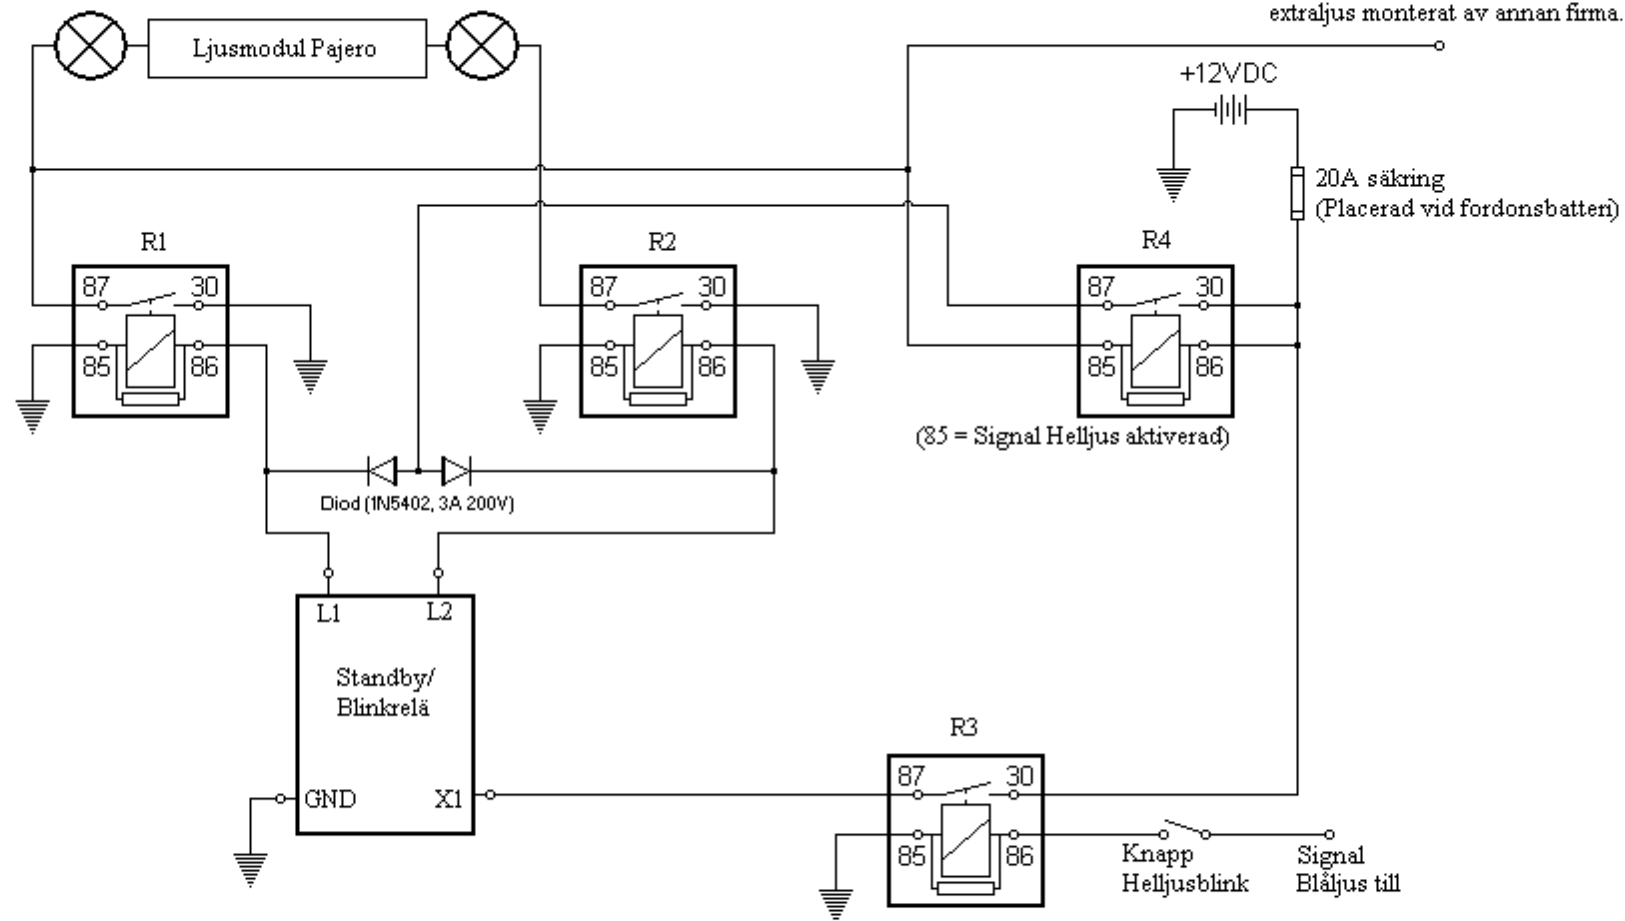 extraljus monterat av annan firma.
Ljusmodul Pajero
+12VDC
20A säkring
(Placerad vid fordonsbatteri)
R1
R2
R4
87 30
87 30
87 30
85 86
85 86
85 86
(85 = Signal Helljus aktiverad)
Diod (1N5402, 3A 200V)
L1 L2
Standby/
Blinkrelä
GND X1
R3
87 30
85 86
Knapp
Helljusblink
Signal
Blåljus till